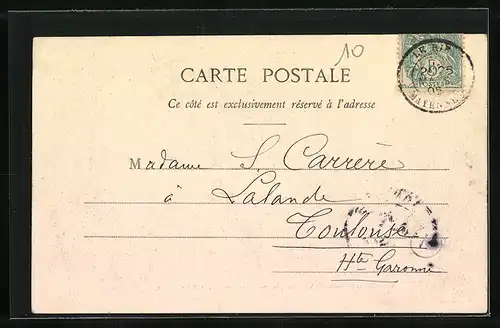 10
CARTE POSTALE
Ce côté est exclusivement réservé à l'adresse
Madame S. Carrère
à Lalande
Toulouse
Hte Garonne